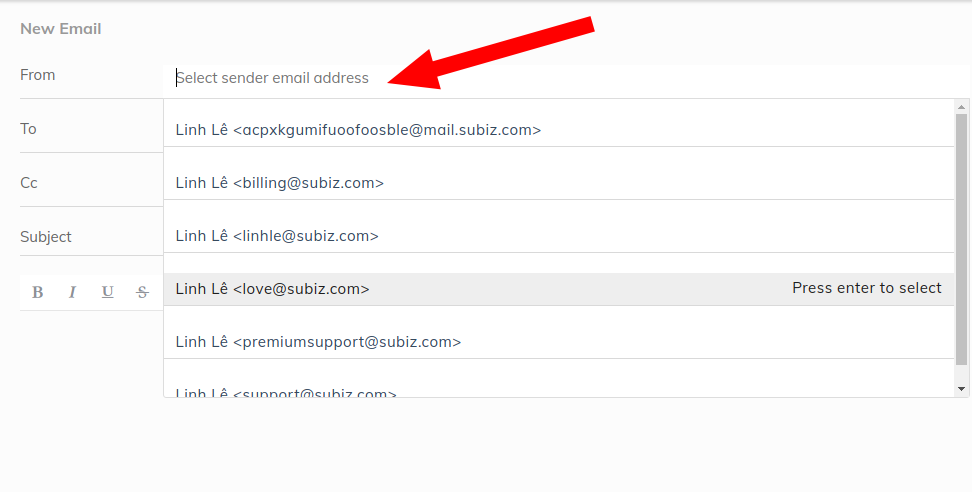 New Email
From
Select sender email address
Linh Lê <acpxkgumifuoofoosble@mail.subiz.com>
To
Linh Lê <billing@subiz.com>
Cc
Linh Lê <linhle@subiz.com>
Subject
Linh Lê <love@subiz.com> Press enter to select
B I U S
Linh Lê <premiumsupport@subiz.com>
Linh Lê <support@subiz.com>